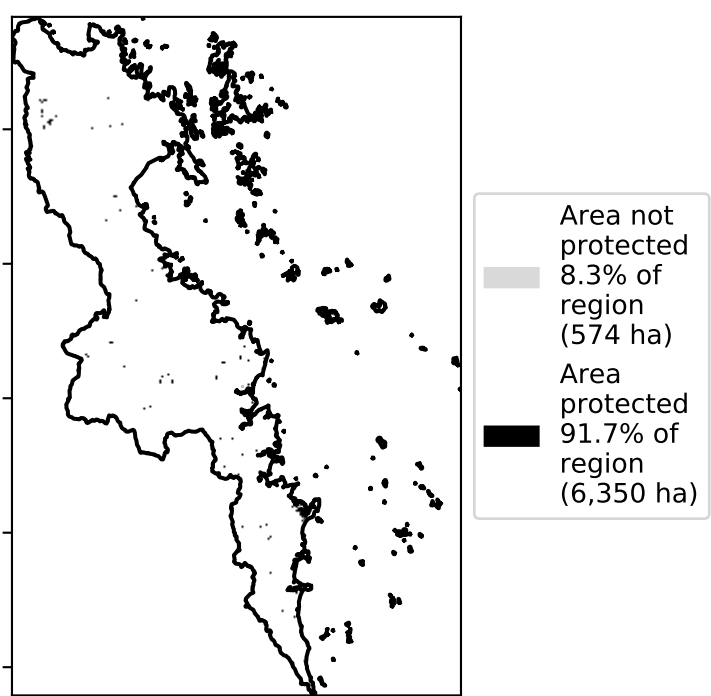 Area not
protected
8.3% of
region
(574 ha)
Area
protected
91.7% of
region
(6,350 ha)